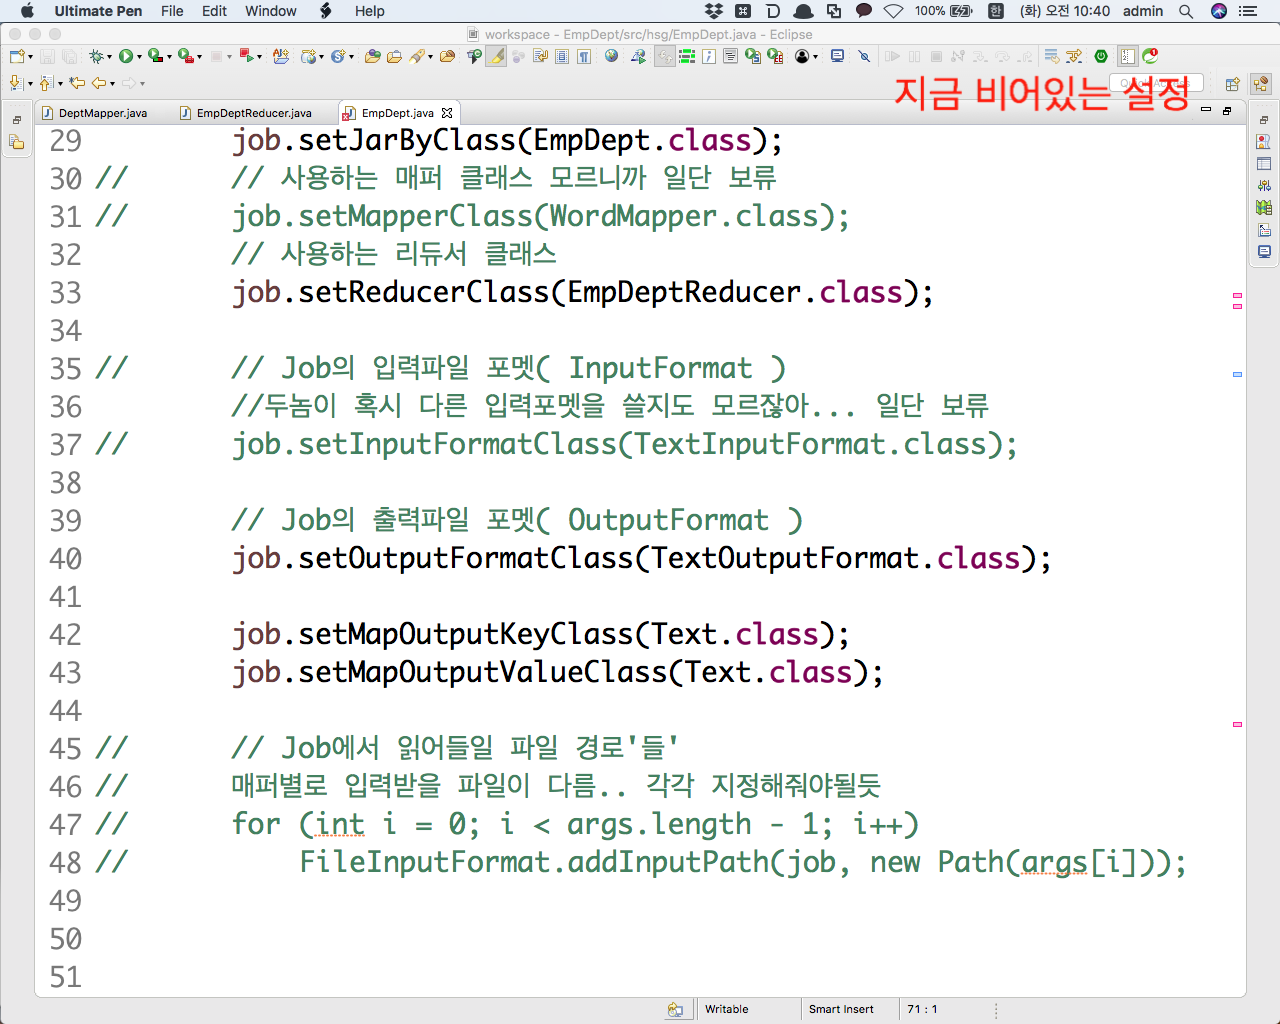 Ultimate Pen File Edit Window Help 100% 한 (화) 오전 10:40 admin
workspace - EmpDept/src/hsg/EmpDept.java - Eclipse
지금 비어있는 설정
DeptMapper.java EmpDeptReducer.java EmpDept.java
29 job.setJarByClass(EmpDept.class);
30 // // 사용하는 매퍼 클래스 모르니까 일단 보류
31 // job.setMapperClass(WordMapper.class);
32 // 사용하는 리듀서 클래스
33 job.setReducerClass(EmpDeptReducer.class);
34
35 // // Job의 입력파일 포멧( InputFormat )
36 //두놈이 혹시 다른 입력포멧을 쓸지도 모르잖아... 일단 보류
37 // job.setInputFormatClass(TextInputFormat.class);
38
39 // Job의 출력파일 포멧( OutputFormat )
40 job.setOutputFormatClass(TextOutputFormat.class);
41
42 job.setMapOutputKeyClass(Text.class);
43 job.setMapOutputValueClass(Text.class);
44
45 // // Job에서 읽어들일 파일 경로'들'
46 // 매퍼별로 입력받을 파일이 다름.. 각각 지정해줘야될듯
47 // for (int i = 0; i < args.length - 1; i++)
48 // FileInputFormat.addInputPath(job, new Path(args[i]));
49
50
51
Writable Smart Insert 71 : 1